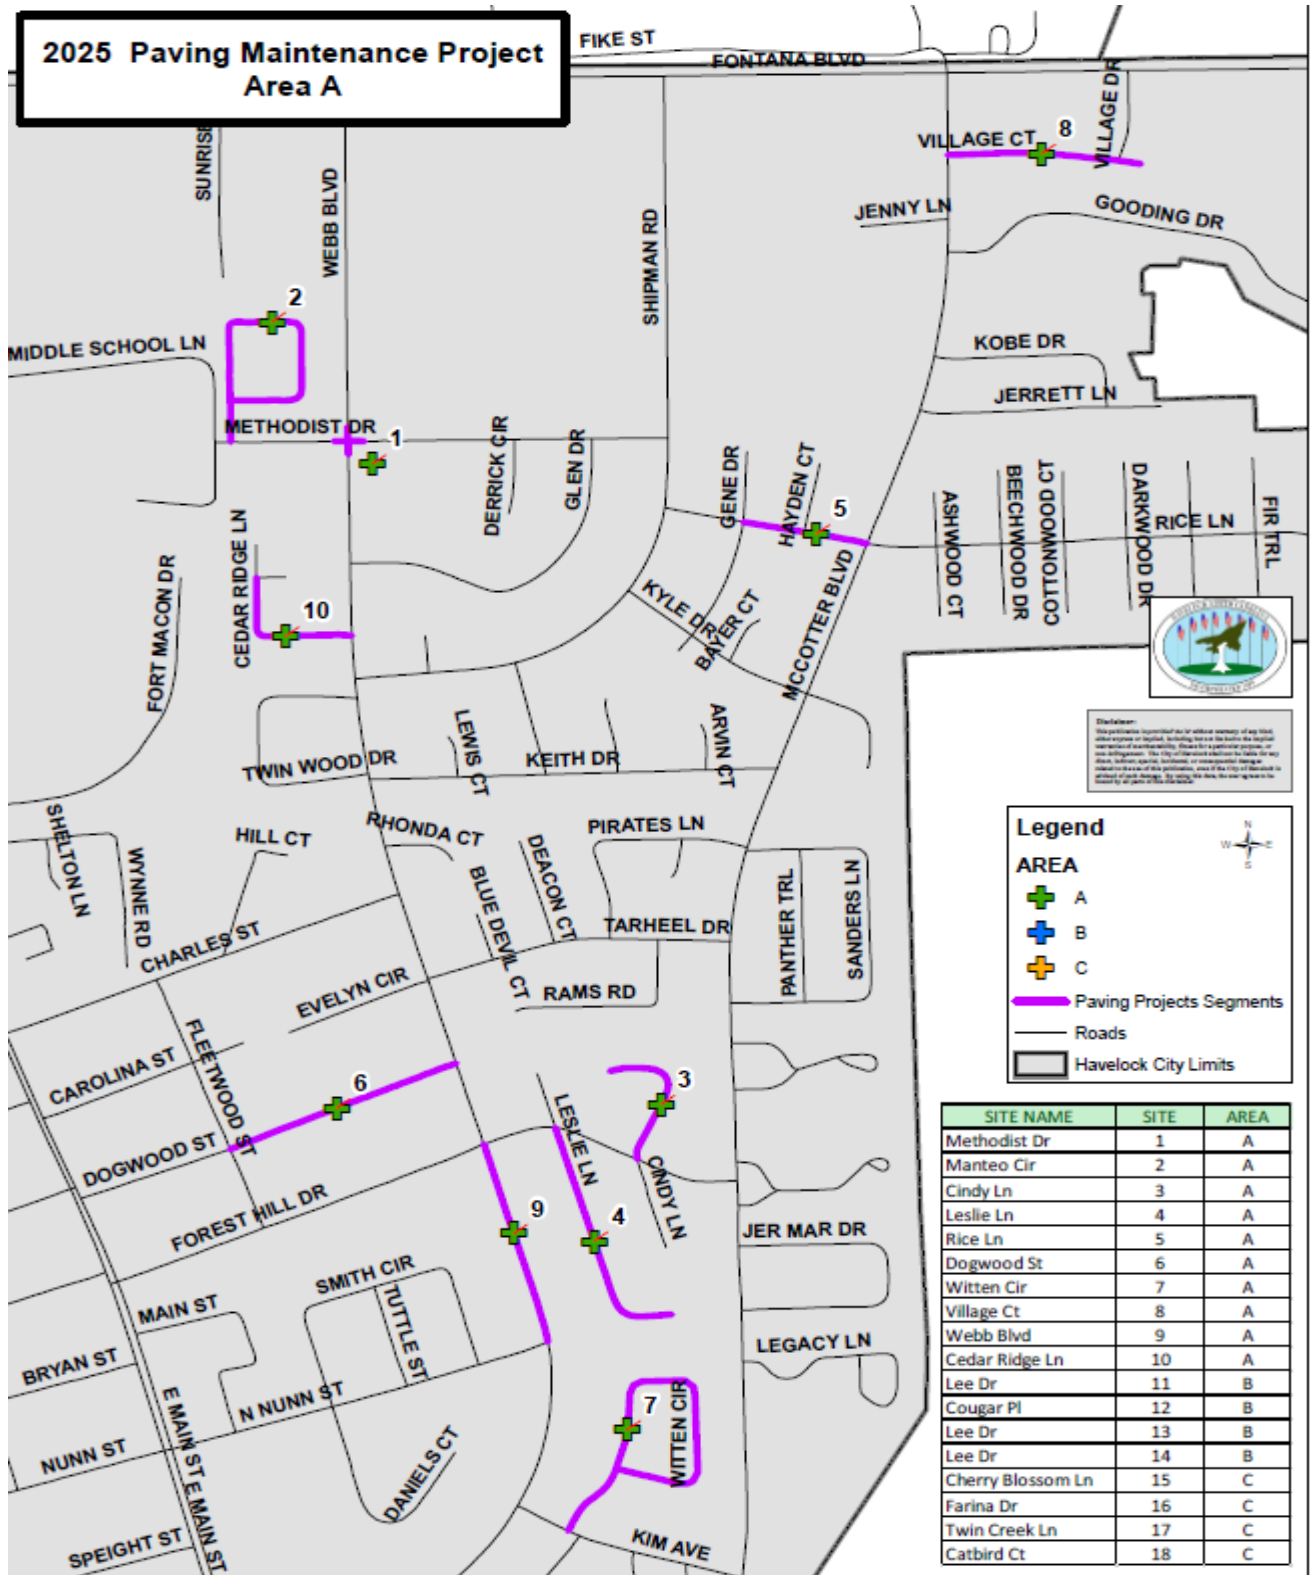 2025 Paving Maintenance Project
Area A
FIKE ST
FONTANA BLVD
VILLAGE DR
VILLAGE CT
8
SUNRISE
WEBB BLVD
SHIPMAN RD
JENNY LN
GOODING DR
2
MIDDLE SCHOOL LN
KOBE DR
JERRETT LN
METHODIST DR
1
DERRICK CIR
GLEN DR
GENE DR
HAYDEN CT
5
ASHWOOD CT
BEECHWOOD DR
COTTONWOOD CT
DARKWOOD DR
RICE LN
FIR TRL
CEDAR RIDGE LN
FORT MACON DR
10
KYLE DR
BAYER CT
MCCOTTER BLVD
TWIN WOOD DR
LEWIS CT
KEITH DR
ARVIN CT
Disclaimer:
SHELTON LN
WYNNE RD
HILL CT
RHONDA CT
BLUE DEVIL CT
DEACON CT
PIRATES LN
TARHEEL DR
PANTHER TRL
SANDERS LN
CHARLES ST
EVELYN CIR
RAMS RD
Legend
N
W E
S
AREA
A
B
C
Paving Projects Segments
Roads
Havelock City Limits
CAROLINA ST
FLEETWOOD ST
6
3
DOGWOOD ST
LESLIE LN
CINDY LN
FOREST HILL DR
9
4
JER MAR DR
SMITH CIR
TUTTLE ST
MAIN ST
LEGACY LN
BRYAN ST
N NUNN ST
E MAIN ST
E MAIN ST
7
WITTEN CIR
NUNN ST
DANIELS CT
SPEIGHT ST
KIM AVE
SITE NAME SITE AREA
Methodist Dr 1 A
Manteo Cir 2 A
Cindy Ln 3 A
Leslie Ln 4 A
Rice Ln 5 A
Dogwood St 6 A
Witten Cir 7 A
Village Ct 8 A
Webb Blvd 9 A
Cedar Ridge Ln 10 A
Lee Dr 11 B
Cougar Pl 12 B
Lee Dr 13 B
Lee Dr 14 B
Cherry Blossom Ln 15 C
Farina Dr 16 C
Twin Creek Ln 17 C
Catbird Ct 18 C